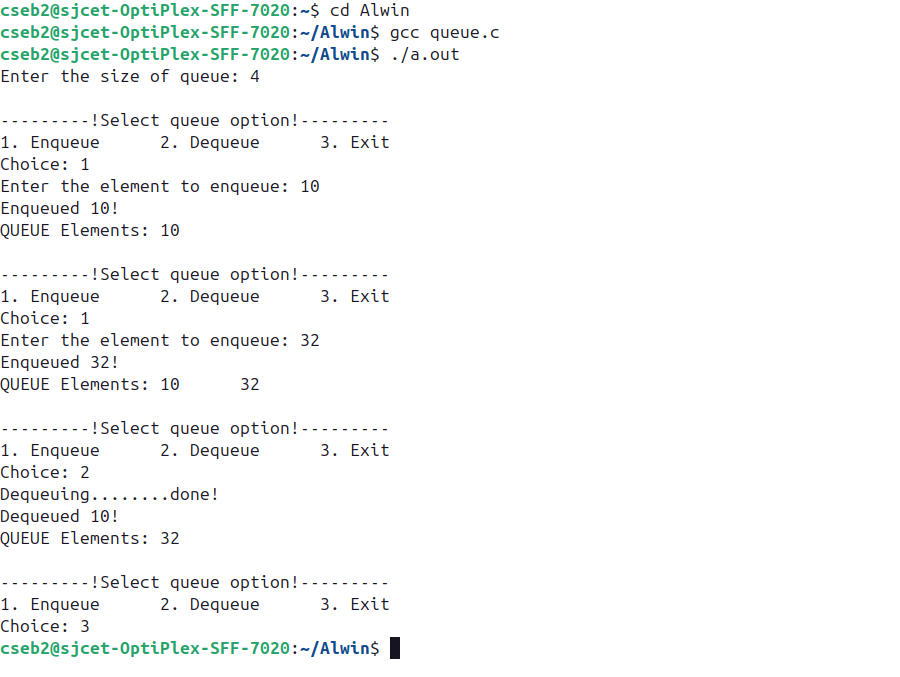 cseb2@sjcet-OptiPlex-SFF-7020:~$ cd Alwin
cseb2@sjcet-OptiPlex-SFF-7020:~/Alwin$ gcc queue.c
cseb2@sjcet-OptiPlex-SFF-7020:~/Alwin$ ./a.out
Enter the size of queue: 4
---------!Select queue option!---------
1. Enqueue      2. Dequeue      3. Exit
Choice: 1
Enter the element to enqueue: 10
Enqueued 10!
QUEUE Elements: 10
---------!Select queue option!---------
1. Enqueue      2. Dequeue      3. Exit
Choice: 1
Enter the element to enqueue: 32
Enqueued 32!
QUEUE Elements: 10      32
---------!Select queue option!---------
1. Enqueue      2. Dequeue      3. Exit
Choice: 2
Dequeuing........done!
Dequeued 10!
QUEUE Elements: 32
---------!Select queue option!---------
1. Enqueue      2. Dequeue      3. Exit
Choice: 3
cseb2@sjcet-OptiPlex-SFF-7020:~/Alwin$